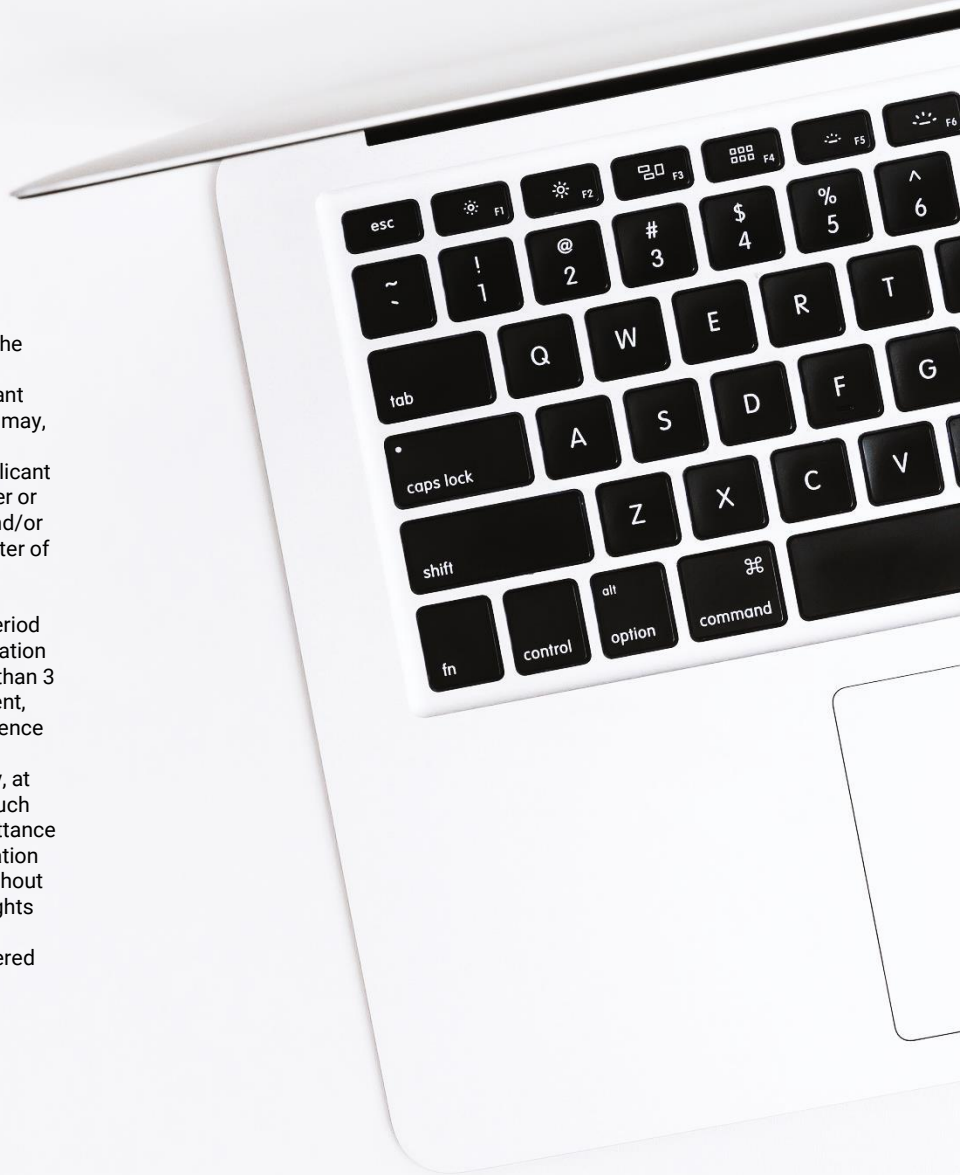 he
ant
may,
licant
er or
nd/or
ter of
eriod
ation
than 3
ent,
ence
, at
uch
ttance
ation
hout
ghts
ered
esc
F1
F2
F3
F4
F5
F6
~
`
!
1
@
2
#
3
$
4
%
5
^
6
tab
Q
W
E
R
T
caps lock
A
S
D
F
G
shift
Z
X
C
V
fn
control
alt
option
⌘
command